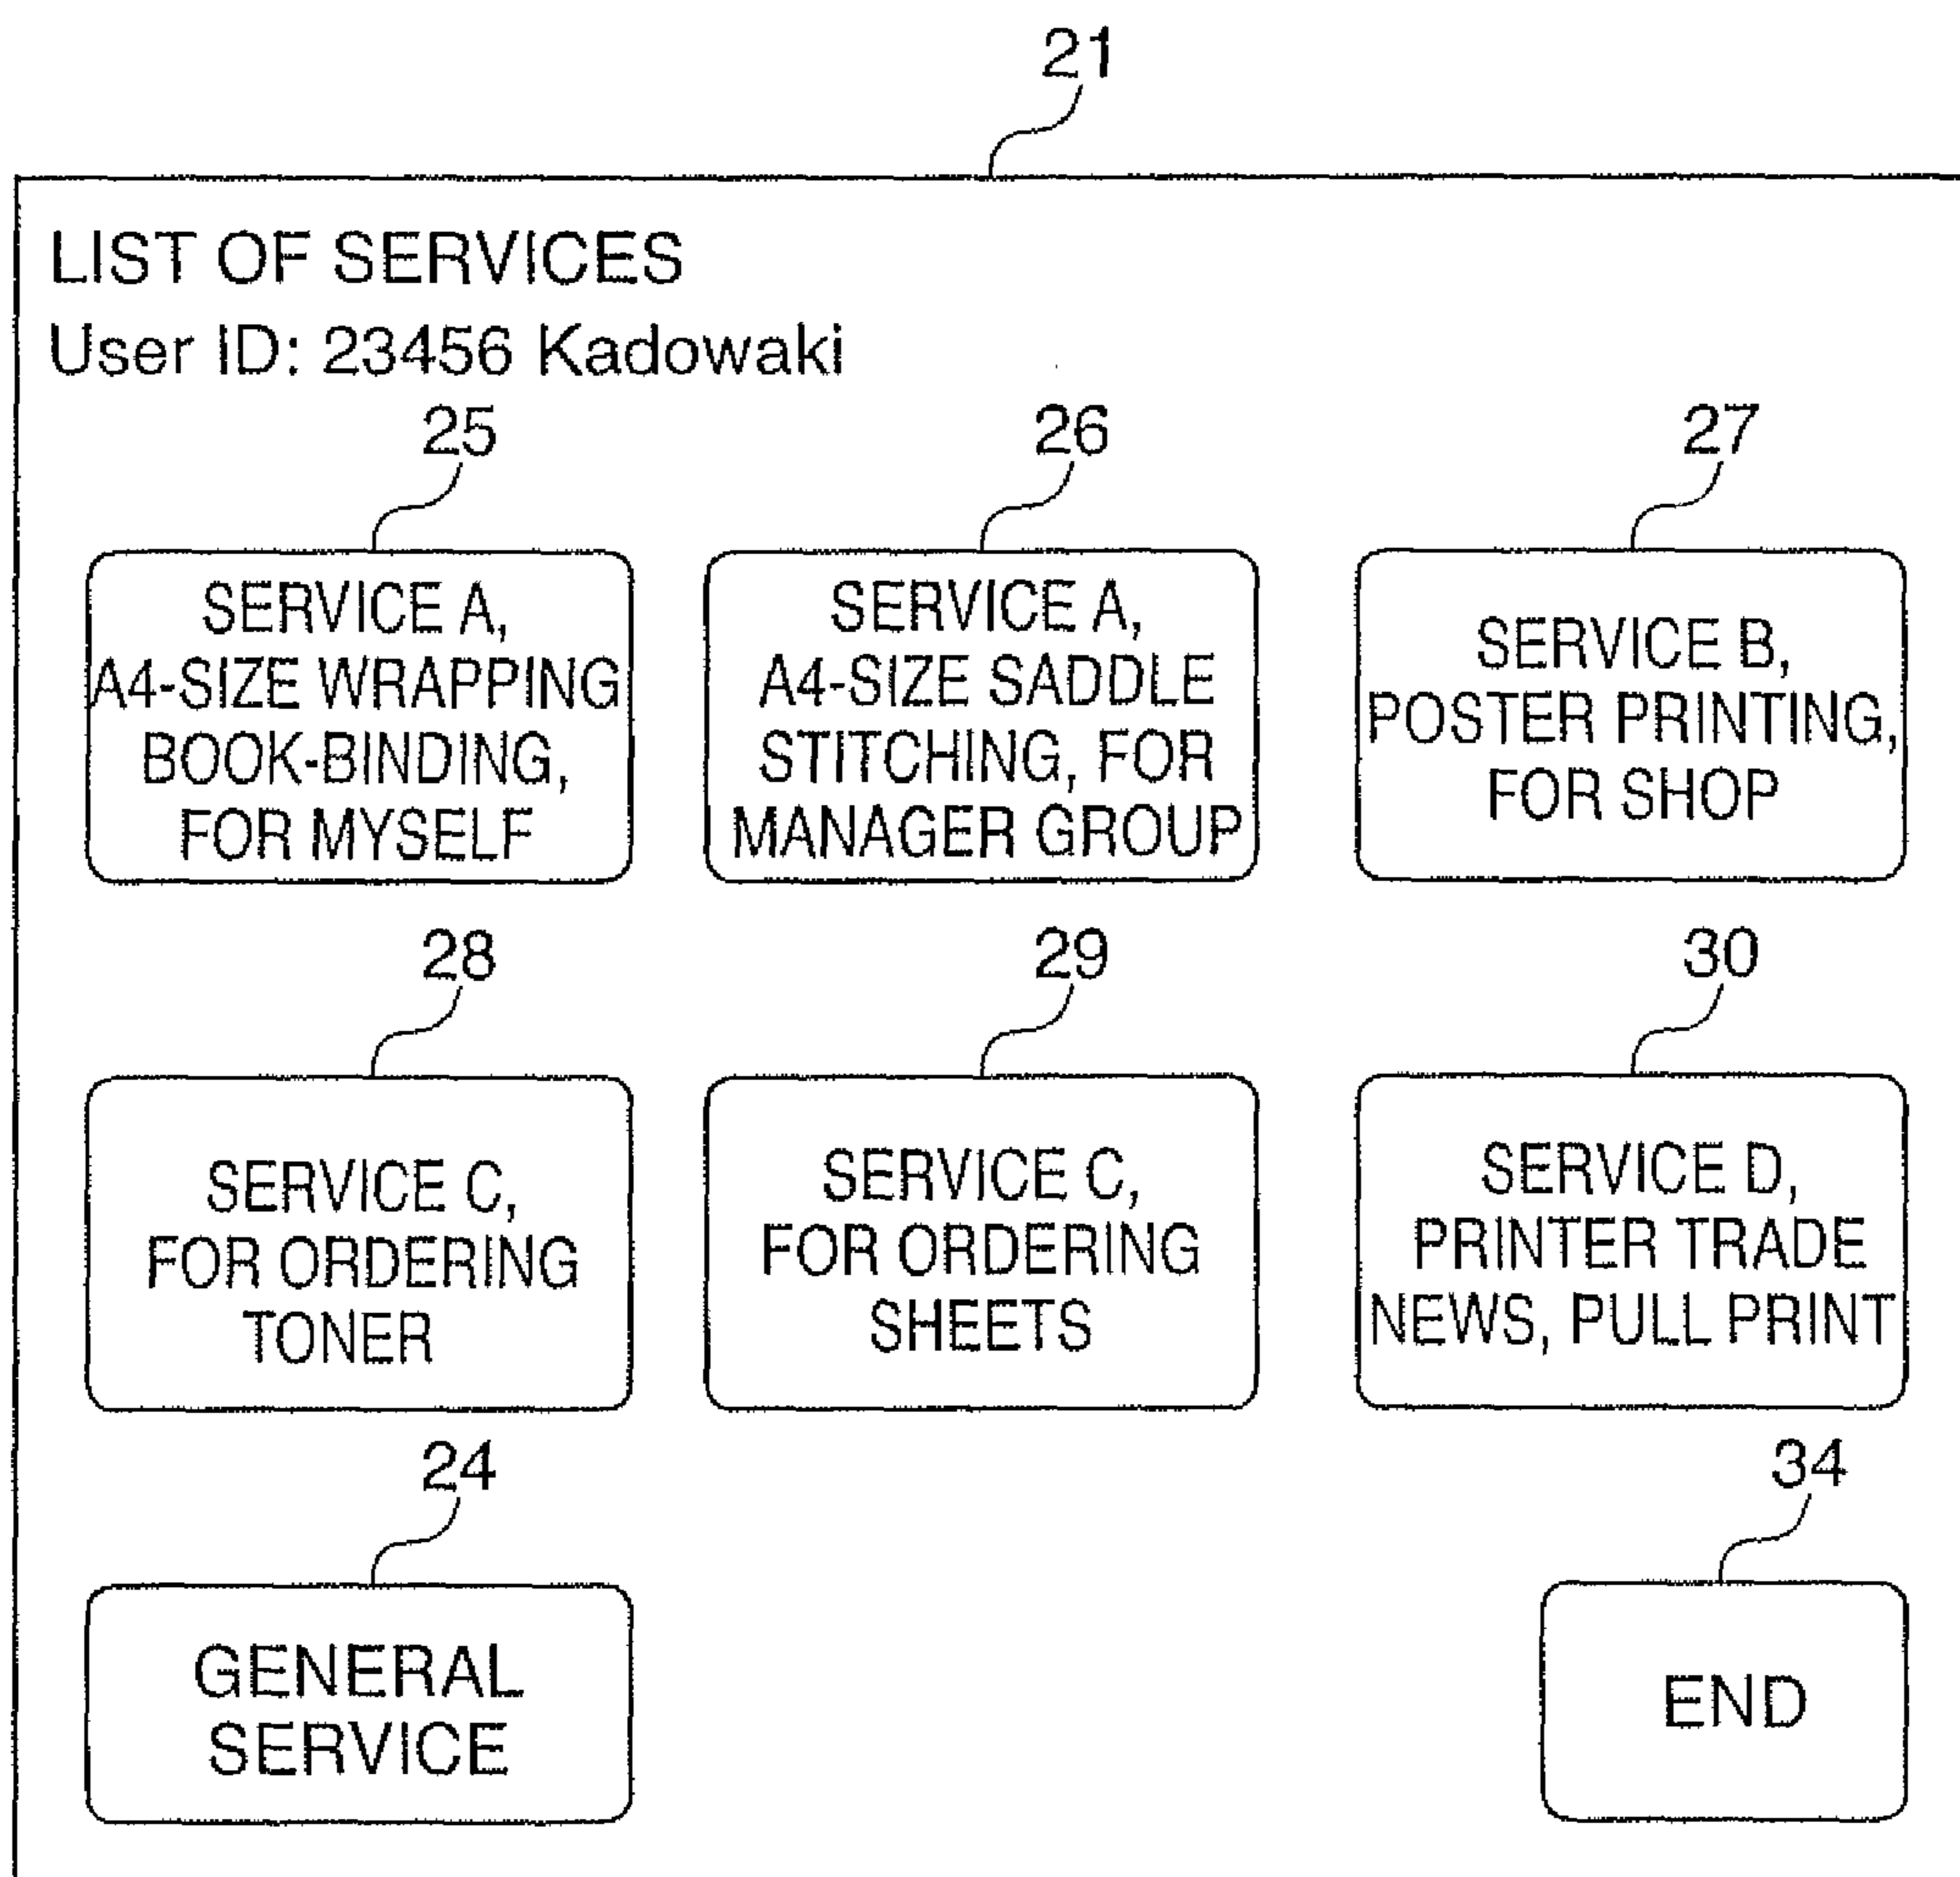 21
LIST OF SERVICES
User ID: 23456 Kadowaki
25
26
27
SERVICE A,
A4-SIZE WRAPPING
BOOK-BINDING,
FOR MYSELF
SERVICE A,
A4-SIZE SADDLE
STITCHING, FOR
MANAGER GROUP
SERVICE B,
POSTER PRINTING,
FOR SHOP
28
29
30
SERVICE C,
FOR ORDERING
TONER
SERVICE C,
FOR ORDERING
SHEETS
SERVICE D,
PRINTER TRADE
NEWS, PULL PRINT
24
34
GENERAL
SERVICE
END